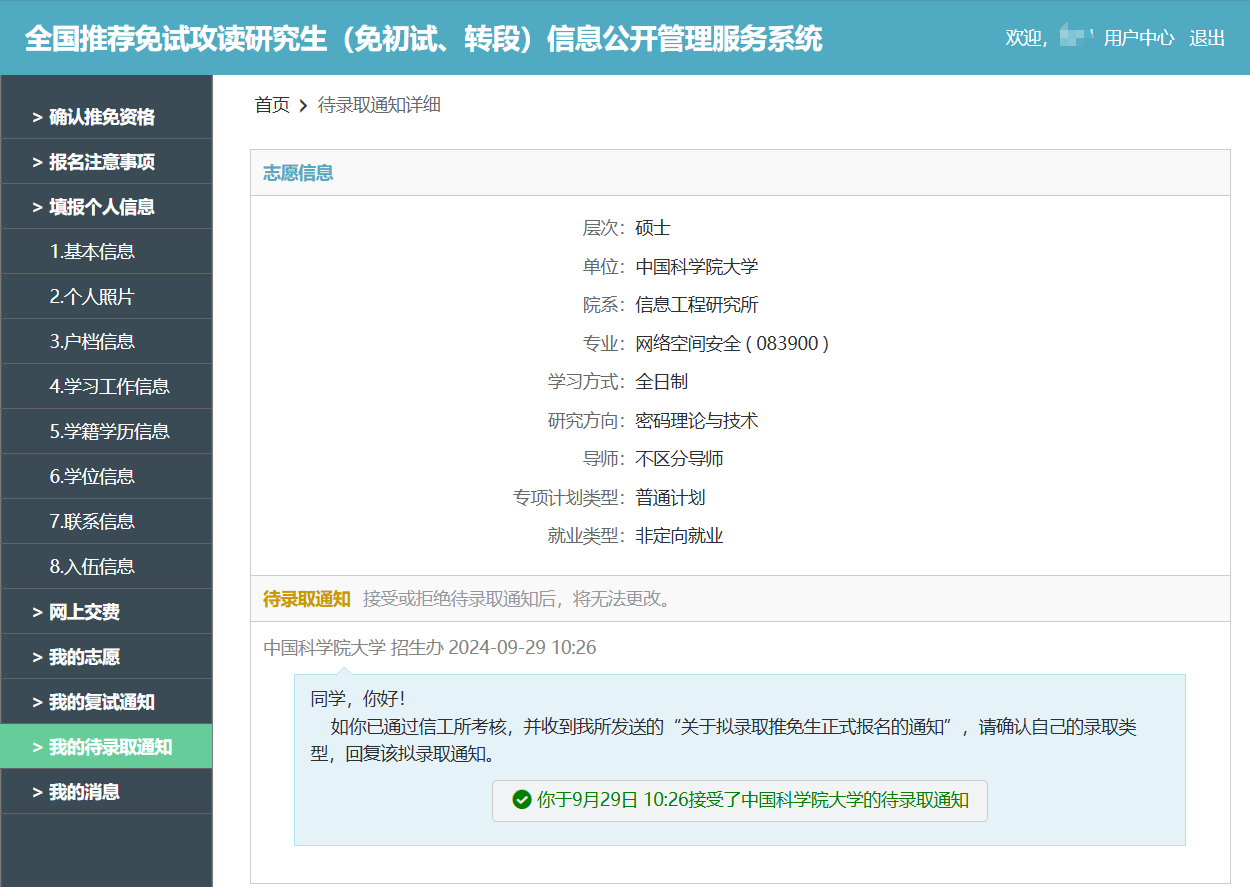 全国推荐免试攻读研究生（免初试、转段）信息公开管理服务系统
欢迎, 用户中心 退出
> 确认推免资格
> 报名注意事项
> 填报个人信息
1.基本信息
2.个人照片
3.户档信息
4.学习工作信息
5.学籍学历信息
6.学位信息
7.联系信息
8.入伍信息
> 网上交费
> 我的志愿
> 我的复试通知
> 我的待录取通知
> 我的消息
首页 > 待录取通知详细
志愿信息
层次: 硕士
单位: 中国科学院大学
院系: 信息工程研究所
专业: 网络空间安全 ( 083900 )
学习方式: 全日制
研究方向: 密码理论与技术
导师: 不区分导师
专项计划类型: 普通计划
就业类型: 非定向就业
待录取通知 接受或拒绝待录取通知后，将无法更改。
中国科学院大学 招生办 2024-09-29 10:26
同学，你好！
如你已通过信工所考核，并收到我所发送的“关于拟录取推免生正式报名的通知”，请确认自己的录取类
型，回复该拟录取通知。
你于9月29日 10:26接受了中国科学院大学的待录取通知